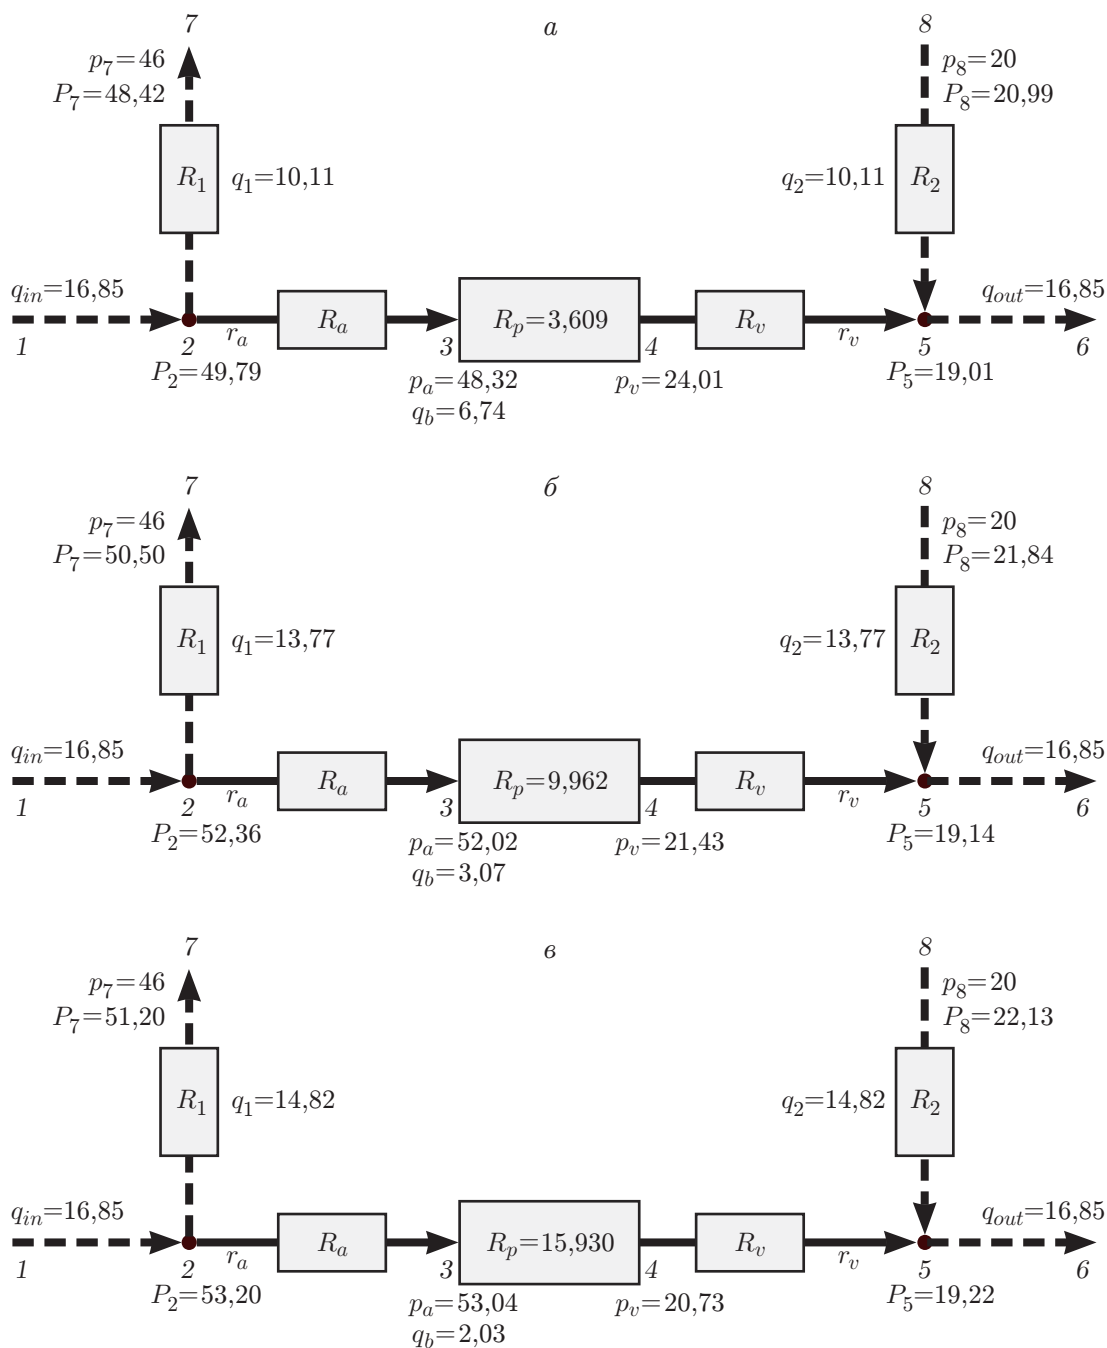 7
а
8
p7=46
p8=20
P7=48,42
P8=20,99
R1
q1=10,11
q2=10,11
R2
qin=16,85
qout=16,85
Ra
Rp=3,609
Rv
1
2
ra
3
4
rv
5
6
P2=49,79
pa=48,32
pv=24,01
P5=19,01
qb=6,74
7
б
8
p7=46
p8=20
P7=50,50
P8=21,84
R1
q1=13,77
q2=13,77
R2
qin=16,85
qout=16,85
Ra
Rp=9,962
Rv
1
2
ra
3
4
rv
5
6
P2=52,36
pa=52,02
pv=21,43
P5=19,14
qb=3,07
7
в
8
p7=46
p8=20
P7=51,20
P8=22,13
R1
q1=14,82
q2=14,82
R2
qin=16,85
qout=16,85
Ra
Rp=15,930
Rv
1
2
ra
3
4
rv
5
6
P2=53,20
pa=53,04
pv=20,73
P5=19,22
qb=2,03